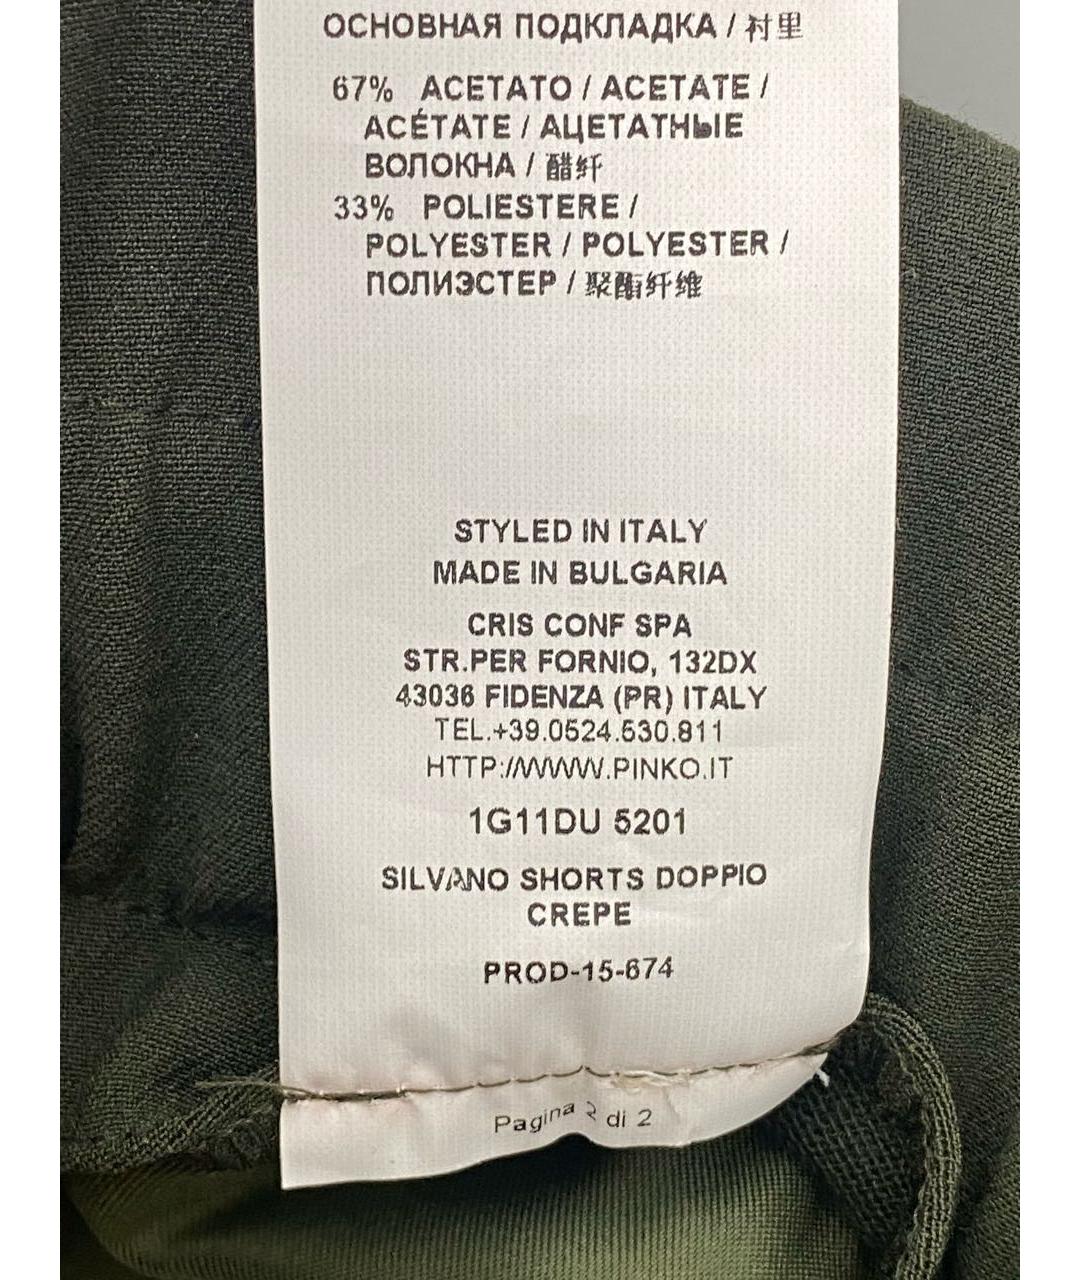 ОСНОВНАЯ ПОДКЛАДКА / 衬里
67% ACETATO / ACETATE /
ACÉTATE / АЦЕТАТНЫЕ
ВОЛОКНА / 醋纤
33% POLIESTERE /
POLYESTER / POLYESTER /
ПОЛИЭСТЕР / 聚酯纤维
STYLED IN ITALY
MADE IN BULGARIA
CRIS CONF SPA
STR.PER FORNIO, 132DX
43036 FIDENZA (PR) ITALY
TEL.+39.0524.530.811
HTTP://WWW.PINKO.IT
1G11DU 5201
SILVANO SHORTS DOPPIO
CREPE
PROD-15-674
Pagina 2 di 2